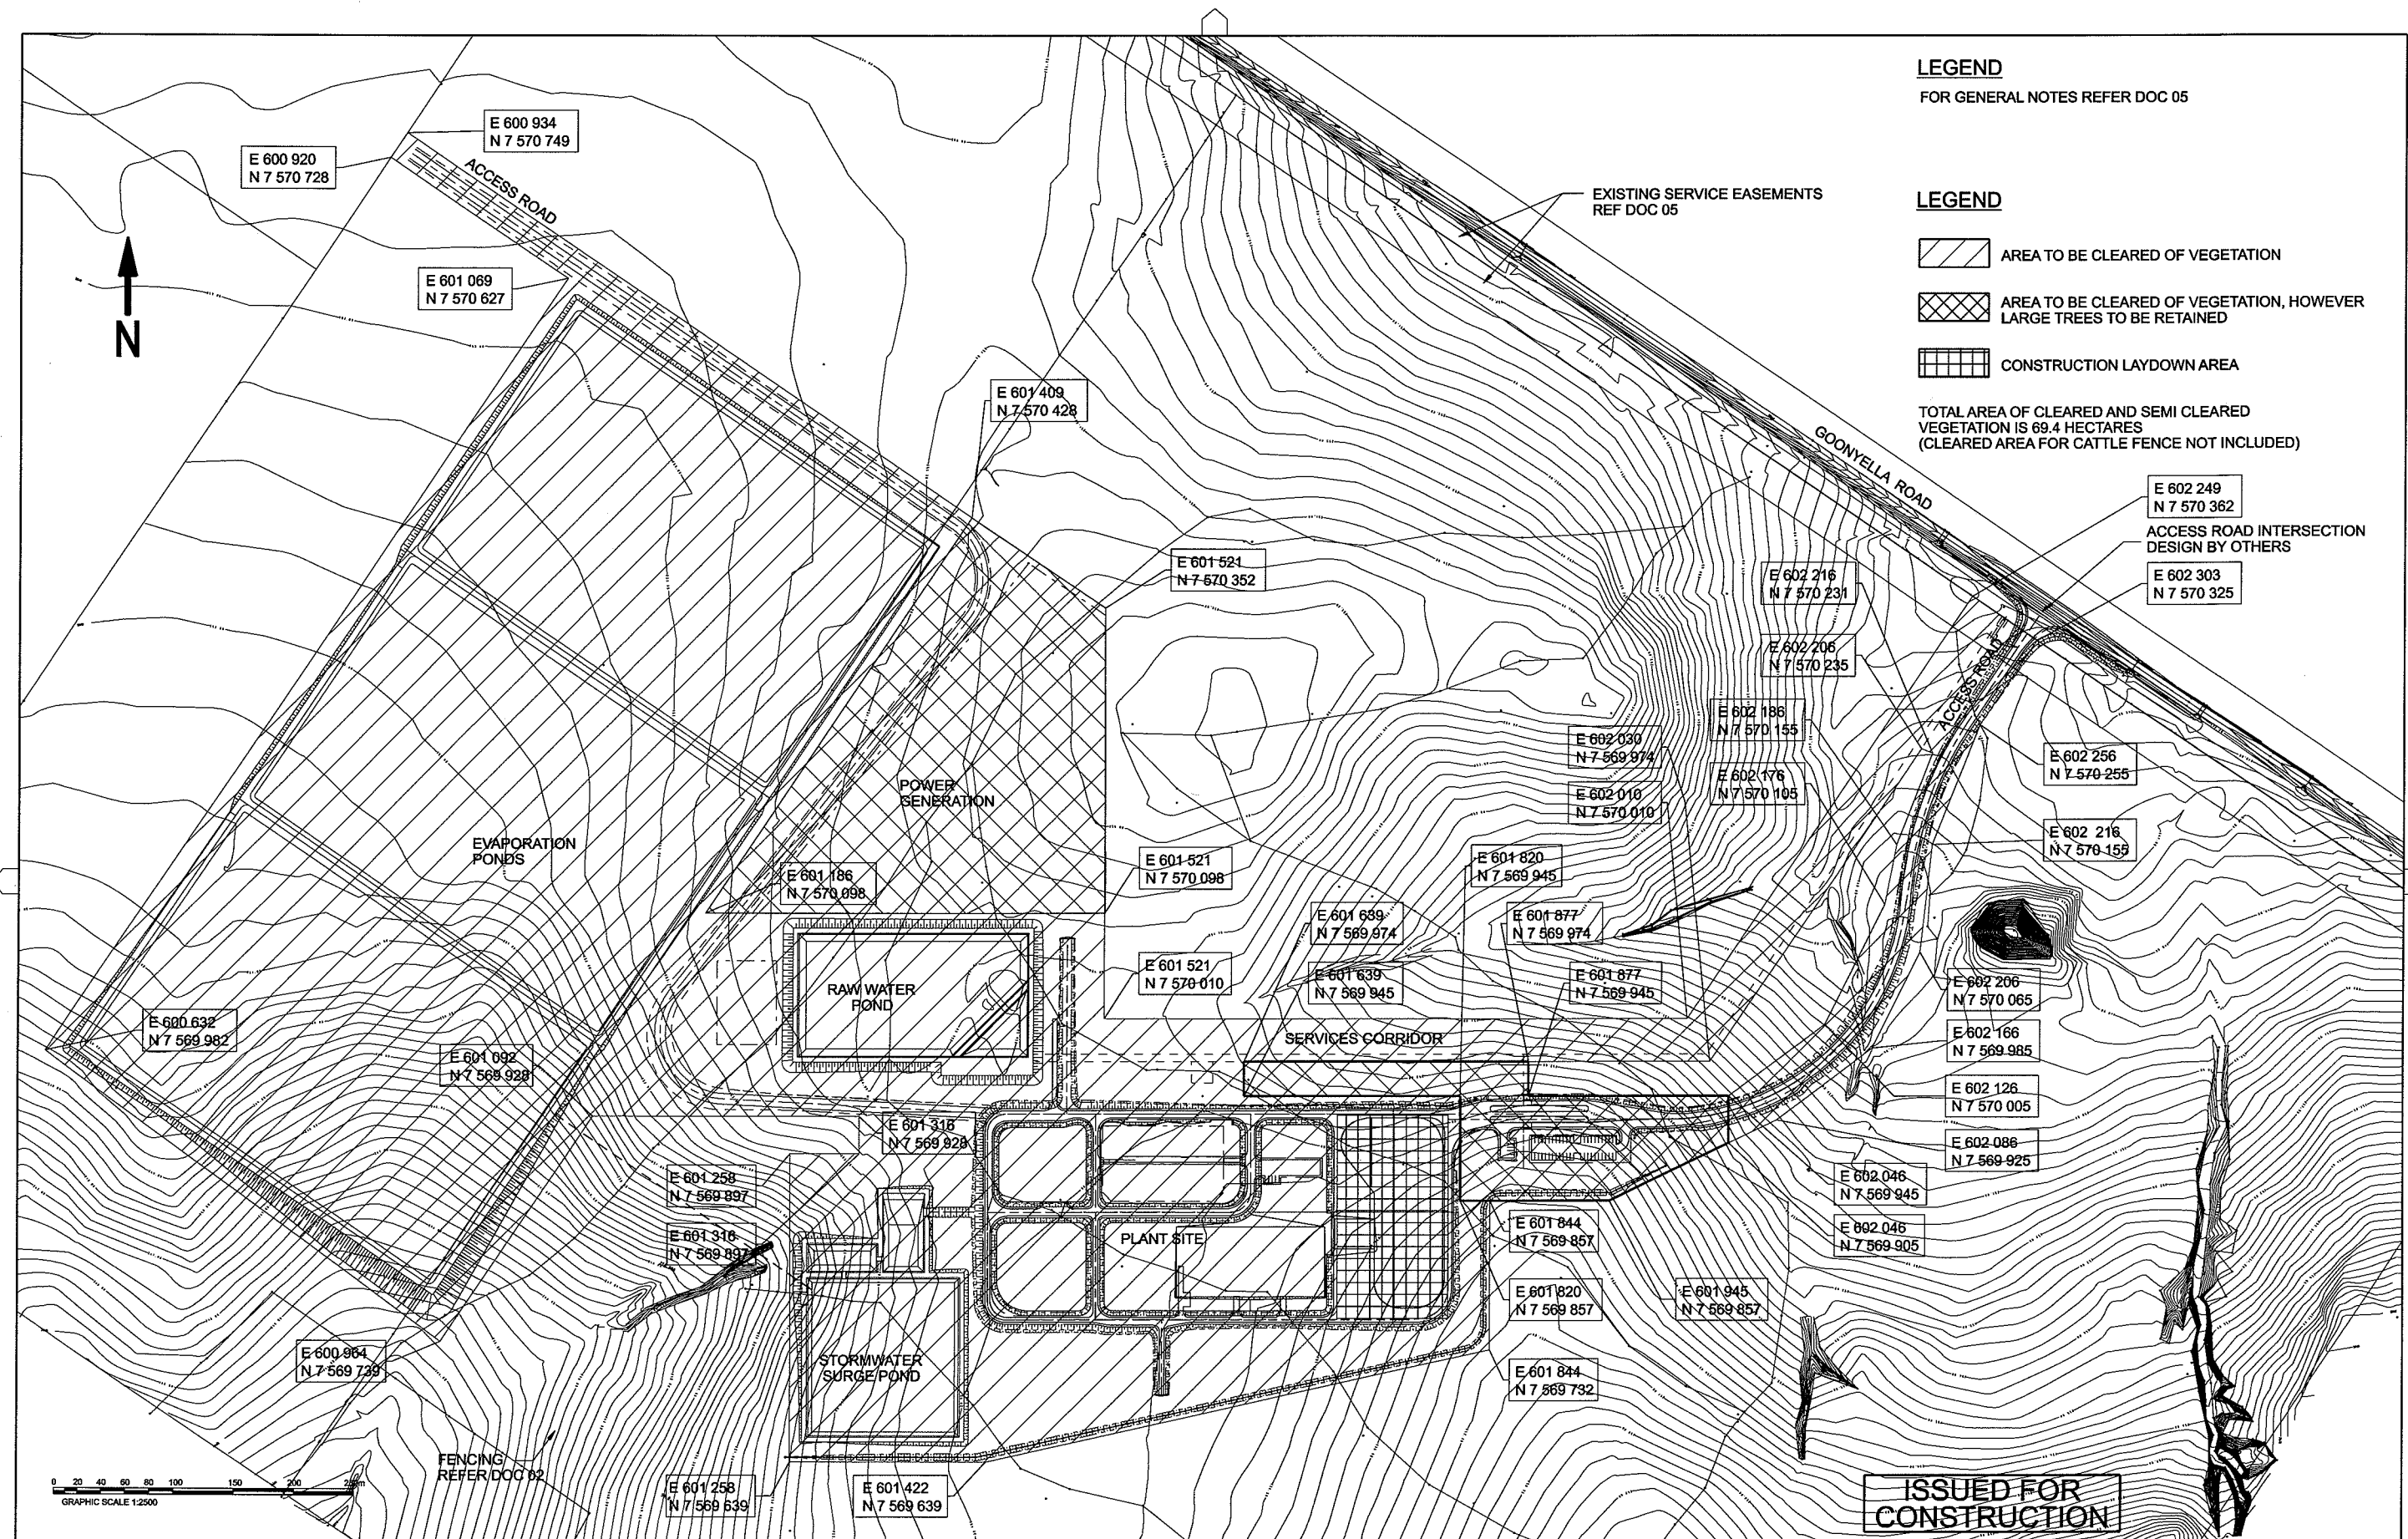 LEGEND
FOR GENERAL NOTES REFER DOC 05
LEGEND
AREA TO BE CLEARED OF VEGETATION
AREA TO BE CLEARED OF VEGETATION, HOWEVER
LARGE TREES TO BE RETAINED
CONSTRUCTION LAYDOWN AREA
TOTAL AREA OF CLEARED AND SEMI CLEARED
VEGETATION IS 69.4 HECTARES
(CLEARED AREA FOR CATTLE FENCE NOT INCLUDED)
E 600 934
N 7 570 749
E 600 920
N 7 570 728
ACCESS ROAD
EXISTING SERVICE EASEMENTS
REF DOC 05
N
E 601 069
N 7 570 627
E 601 409
N 7 570 428
GOONYELLA ROAD
E 602 249
N 7 570 362
ACCESS ROAD INTERSECTION
DESIGN BY OTHERS
E 602 303
N 7 570 325
E 601 521
N 7 570 352
E 602 216
N 7 570 231
E 602 206
N 7 570 235
ACCESS ROAD
E 602 186
N 7 570 155
E 602 030
N 7 569 974
E 602 256
N 7 570 255
E 602 176
N 7 570 105
E 602 010
N 7 570 010
POWER
GENERATION
EVAPORATION
PONDS
E 602 216
N 7 570 155
E 601 186
N 7 570 098
E 601 521
N 7 570 098
E 601 820
N 7 569 945
E 601 639
N 7 569 974
E 601 877
N 7 569 974
E 601 521
N 7 570 010
E 601 639
N 7 569 945
E 601 877
N 7 569 945
RAW WATER
POND
E 602 206
N 7 570 065
E 600 632
N 7 569 982
SERVICES CORRIDOR
E 602 166
N 7 569 985
E 601 092
N 7 569 928
E 602 126
N 7 570 005
E 601 316
N 7 569 928
E 602 086
N 7 569 925
E 601 258
N 7 569 897
E 602 046
N 7 569 945
E 601 316
N 7 569 897
PLANT SITE
E 601 844
N 7 569 857
E 602 046
N 7 569 905
E 601 820
N 7 569 857
E 601 945
N 7 569 857
E 600 964
N 7 569 739
STORMWATER
SURGE POND
E 601 844
N 7 569 732
FENCING
REFER DOC 02
E 601 258
N 7 569 639
E 601 422
N 7 569 639
0 20 40 60 80 100 150 200
GRAPHIC SCALE 1:2500
ISSUED FOR
CONSTRUCTION